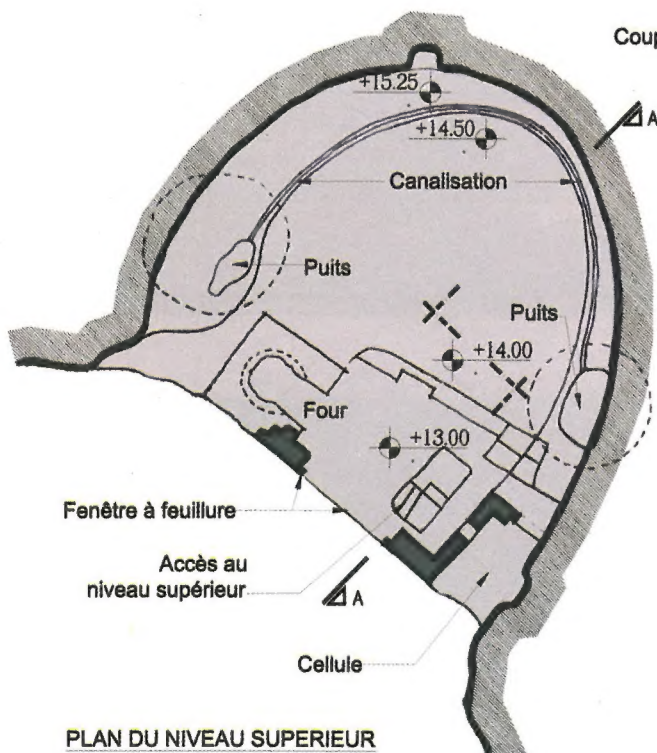 Coup
+15.25
A
+14.50
Canalisation
Puits
Puits
+14.00
Four
+13.00
Fenêtre à feuillure
Accès au
niveau supérieur
A
Cellule
PLAN DU NIVEAU SUPERIEUR